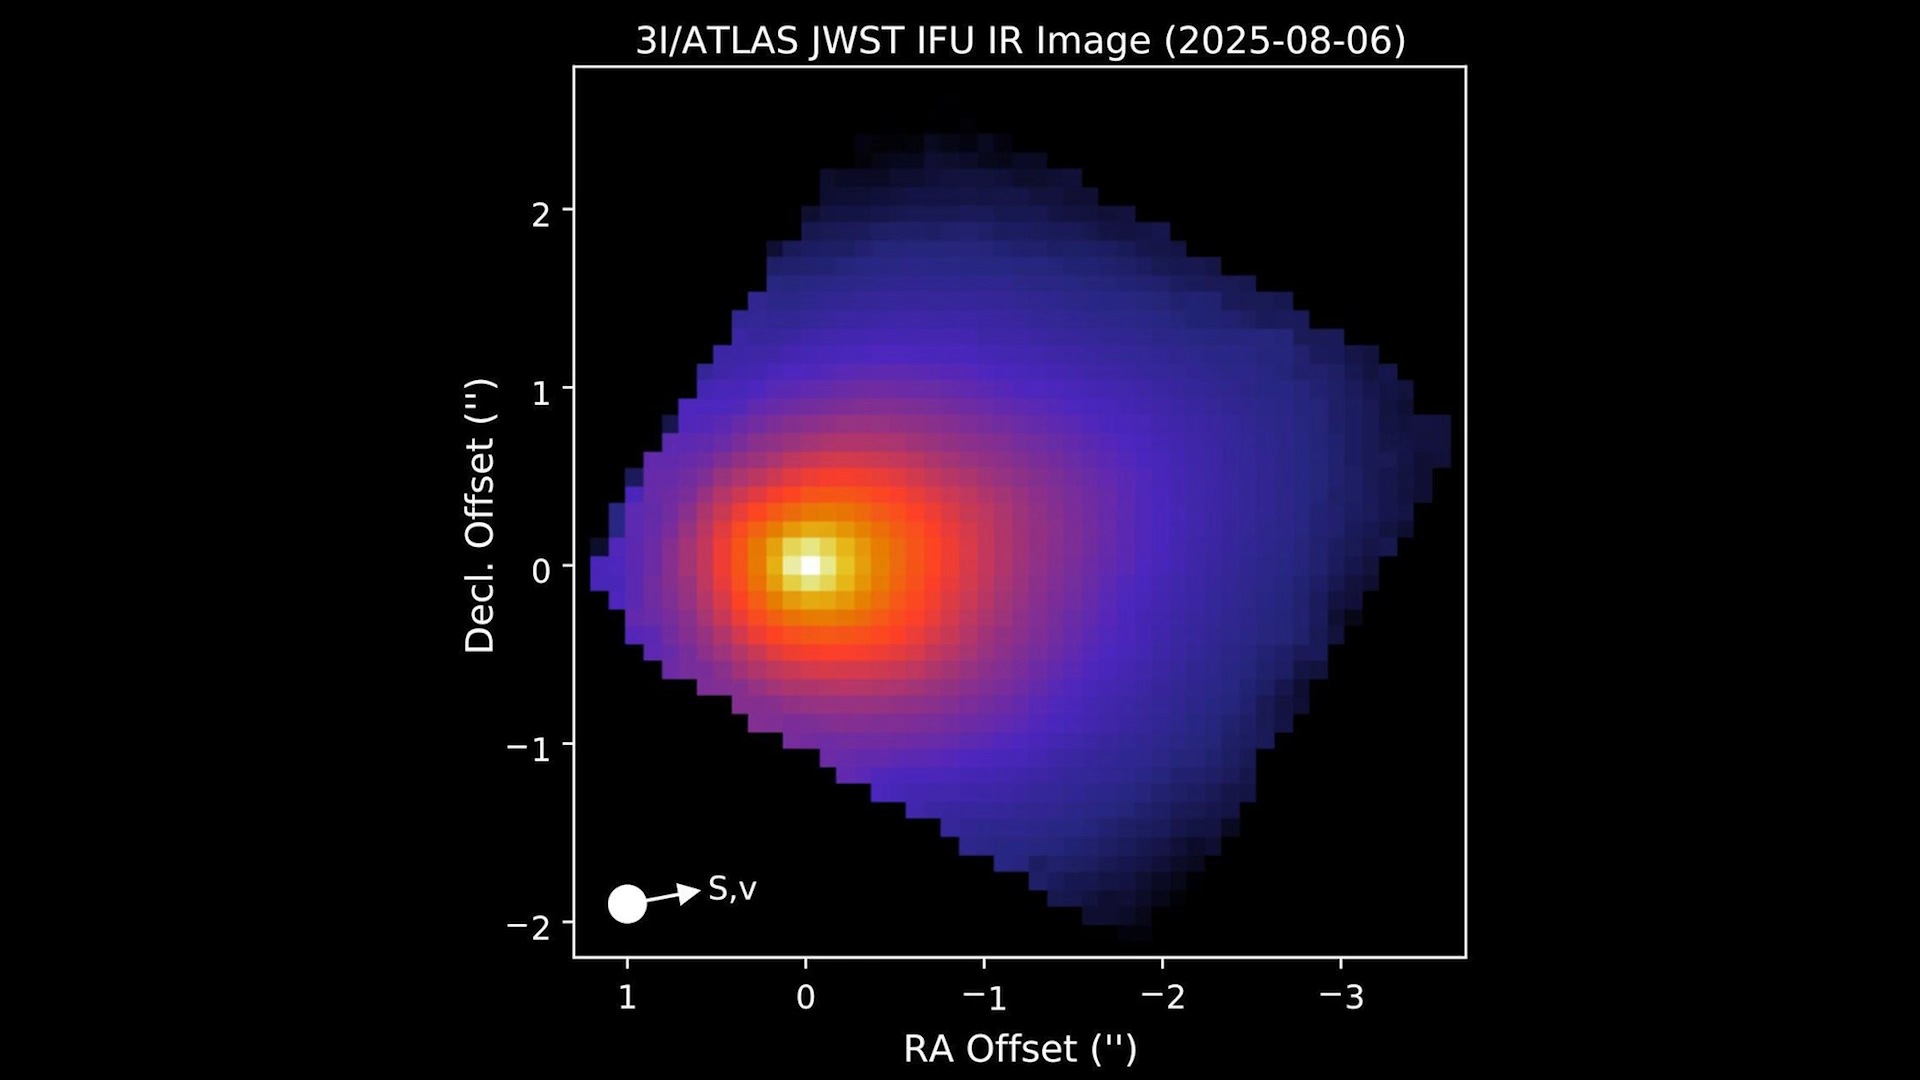 3I/ATLAS JWST IFU IR Image (2025-08-06)
Decl. Offset ('')
2
1
0
−1
−2
S,v
1 0 −1 −2 −3
RA Offset ('')